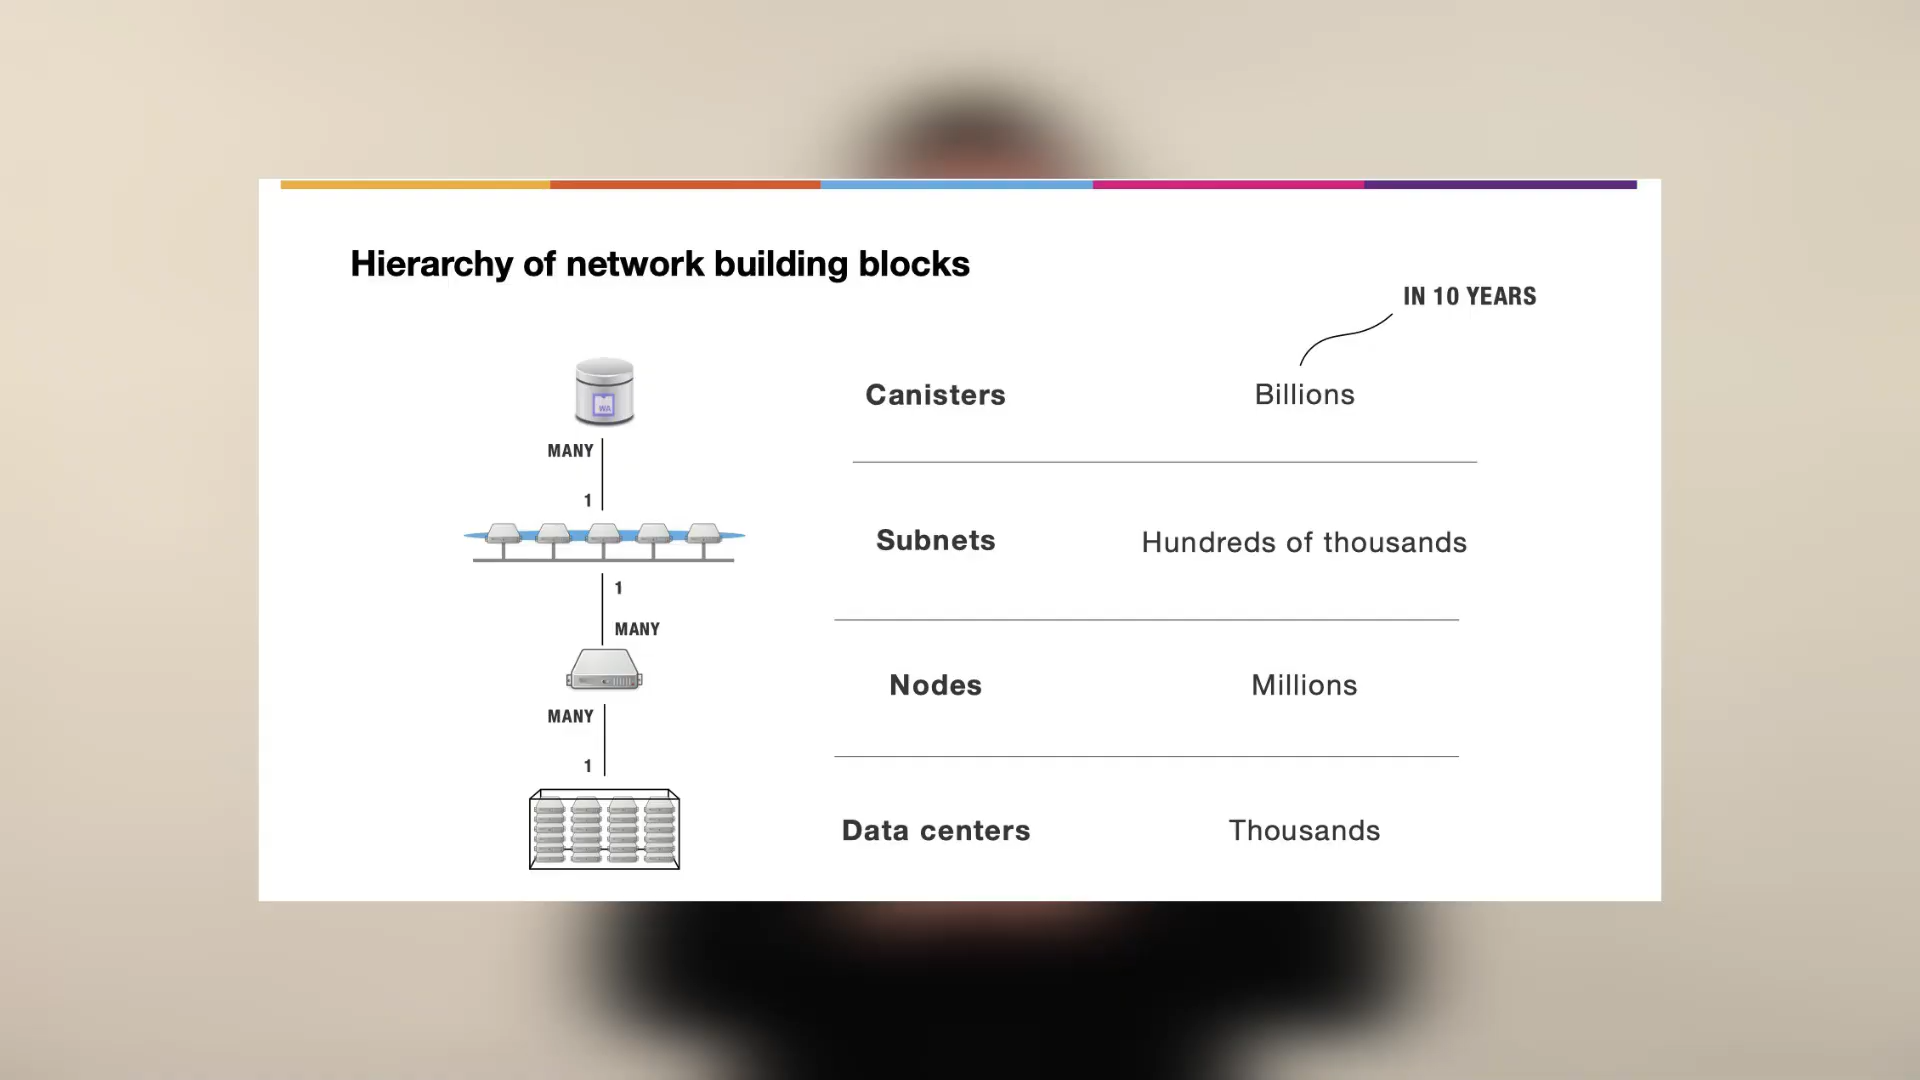 Hierarchy of network building blocks
IN 10 YEARS
WA
Canisters Billions
MANY
1
Subnets Hundreds of thousands
1
MANY
Nodes Millions
MANY
1
Data centers Thousands